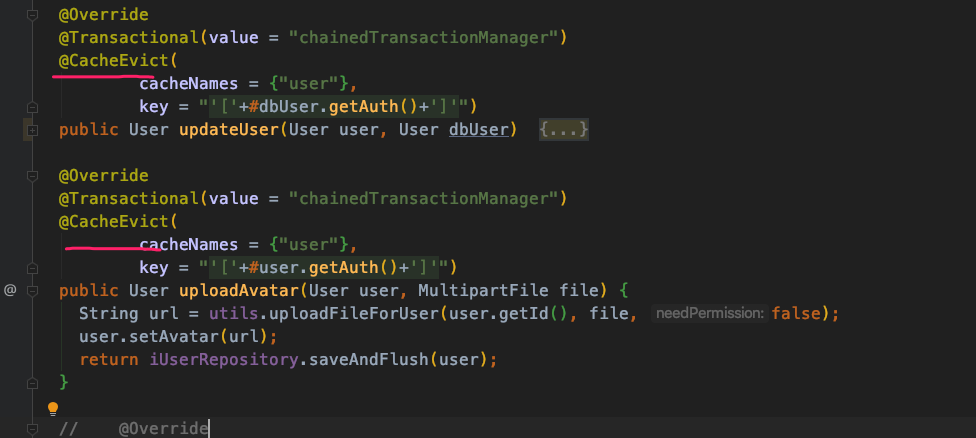 @Override
@Transactional(value = "chainedTransactionManager")
@CacheEvict(
cacheNames = {"user"},
key = "'['+#dbUser.getAuth()+']'")
public User updateUser(User user, User dbUser) {...}
@Override
@Transactional(value = "chainedTransactionManager")
@CacheEvict(
cacheNames = {"user"},
key = "'['+#user.getAuth()+']'")
@ public User uploadAvatar(User user, MultipartFile file) {
String url = utils.uploadFileForUser(user.getId(), file, needPermission: false);
user.setAvatar(url);
return iUserRepository.saveAndFlush(user);
}
// @Override